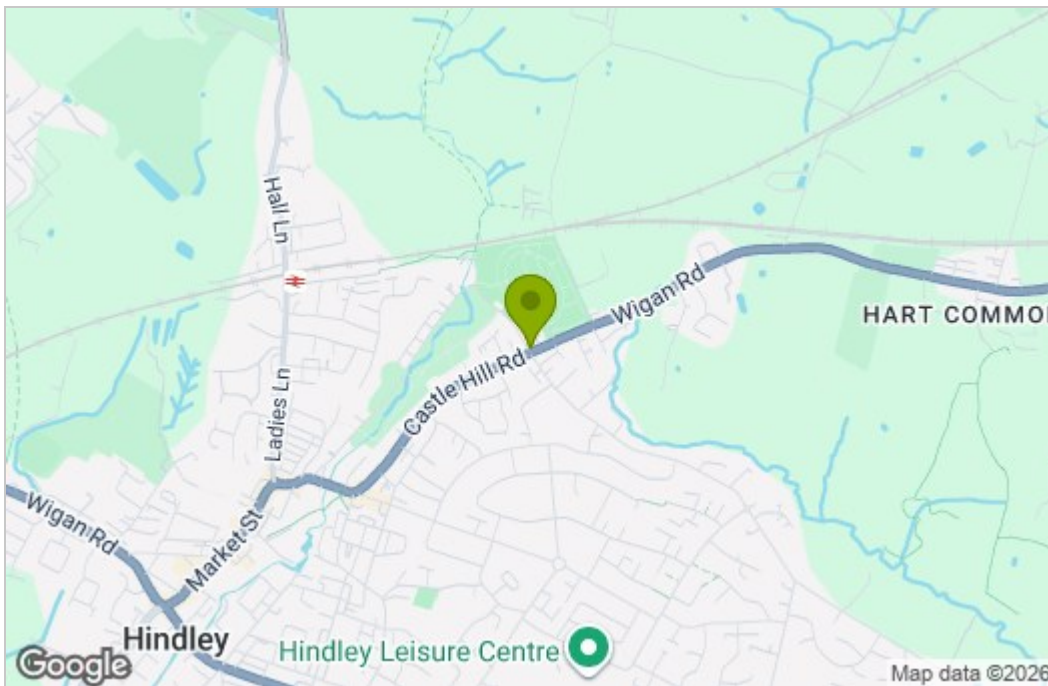 Hall Ln
Wigan Rd
HART COMMO
Castle Hill Rd
Ladies Ln
Wigan Rd
Market St
Hindley
Hindley Leisure Centre
Google
Map data ©2026